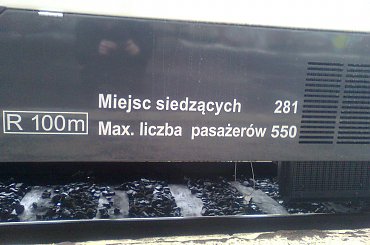 Miejsc siedzących 281
R 100m
Max. liczba pasażerów 550